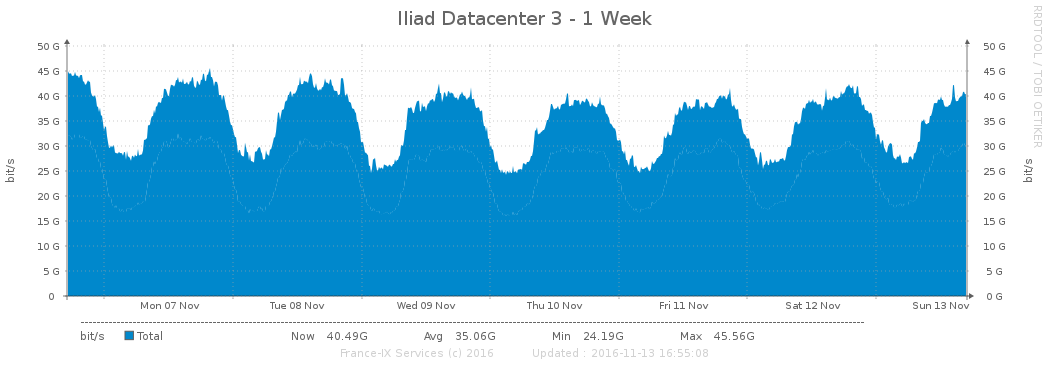 Iliad Datacenter 3 - 1 Week
RRDTOOL / TOBI OETIKER
bit/s
50 G 50 G
45 G 45 G
40 G 40 G
35 G 35 G
30 G 30 G
25 G 25 G
20 G 20 G
15 G 15 G
10 G 10 G
5 G 5 G
0 0 G
bit/s
Mon 07 Nov Tue 08 Nov Wed 09 Nov Thu 10 Nov Fri 11 Nov Sat 12 Nov Sun 13 Nov
bit/s Total Now 40.49G Avg 35.06G Min 24.19G Max 45.56G
France-IX Services (c) 2016 Updated : 2016-11-13 16:55:08